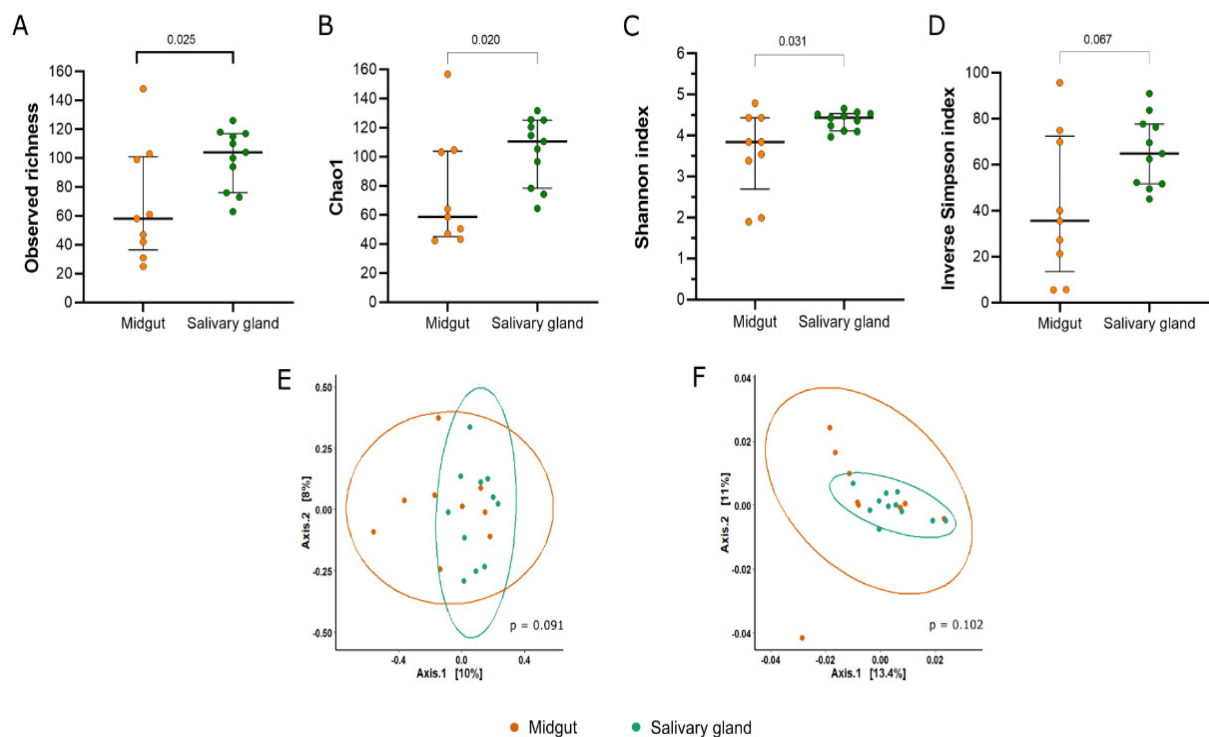 A
0.025
Observed richness
160
140
120
100
80
60
40
20
0
Midgut
Salivary gland
B
0.020
Chao1
160
140
120
100
80
60
40
20
0
Midgut
Salivary gland
C
0.031
Shannon index
6
5
4
3
2
1
0
Midgut
Salivary gland
D
0.067
Inverse Simpson index
100
80
60
40
20
0
Midgut
Salivary gland
E
Axis.2 [8%]
0.50
0.25
0.00
-0.25
-0.50
p = 0.091
-0.4
0.0
0.4
Axis.1 [10%]
F
Axis.2 [11%]
0.04
0.02
0.00
-0.02
-0.04
p = 0.102
-0.04
-0.02
0.00
0.02
Axis.1 [13.4%]
Midgut
Salivary gland